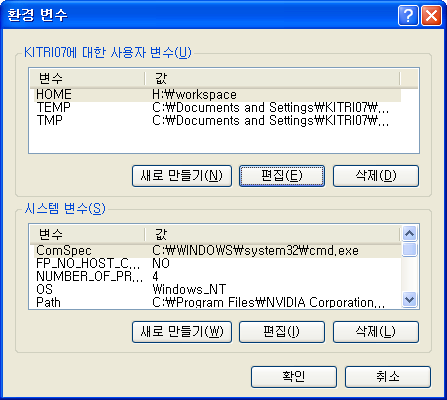 환경 변수
KITRI07에 대한 사용자 변수(U)
변수 값
HOME H:₩workspace
TEMP C:₩Documents and Settings₩KITRI07₩...
TMP C:₩Documents and Settings₩KITRI07₩...
새로 만들기(N) 편집(E) 삭제(D)
시스템 변수(S)
변수 값
ComSpec C:₩WINDOWS₩system32₩cmd.exe
FP_NO_HOST_C... NO
NUMBER_OF_PR... 4
OS Windows_NT
Path C:₩Program Files₩NVIDIA Corporation...
새로 만들기(W) 편집(I) 삭제(L)
확인 취소